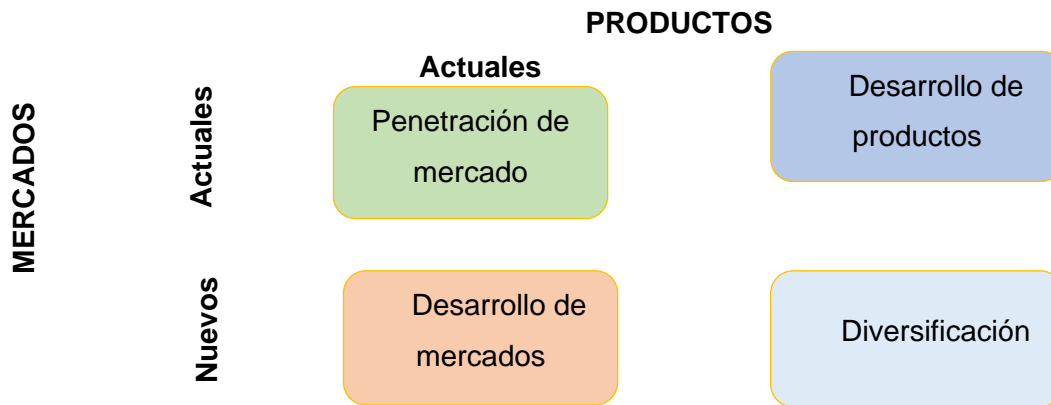 PRODUCTOS
Actuales
MERCADOS
Actuales
Penetración de
mercado
Desarrollo de
productos
Nuevos
Desarrollo de
mercados
Diversificación